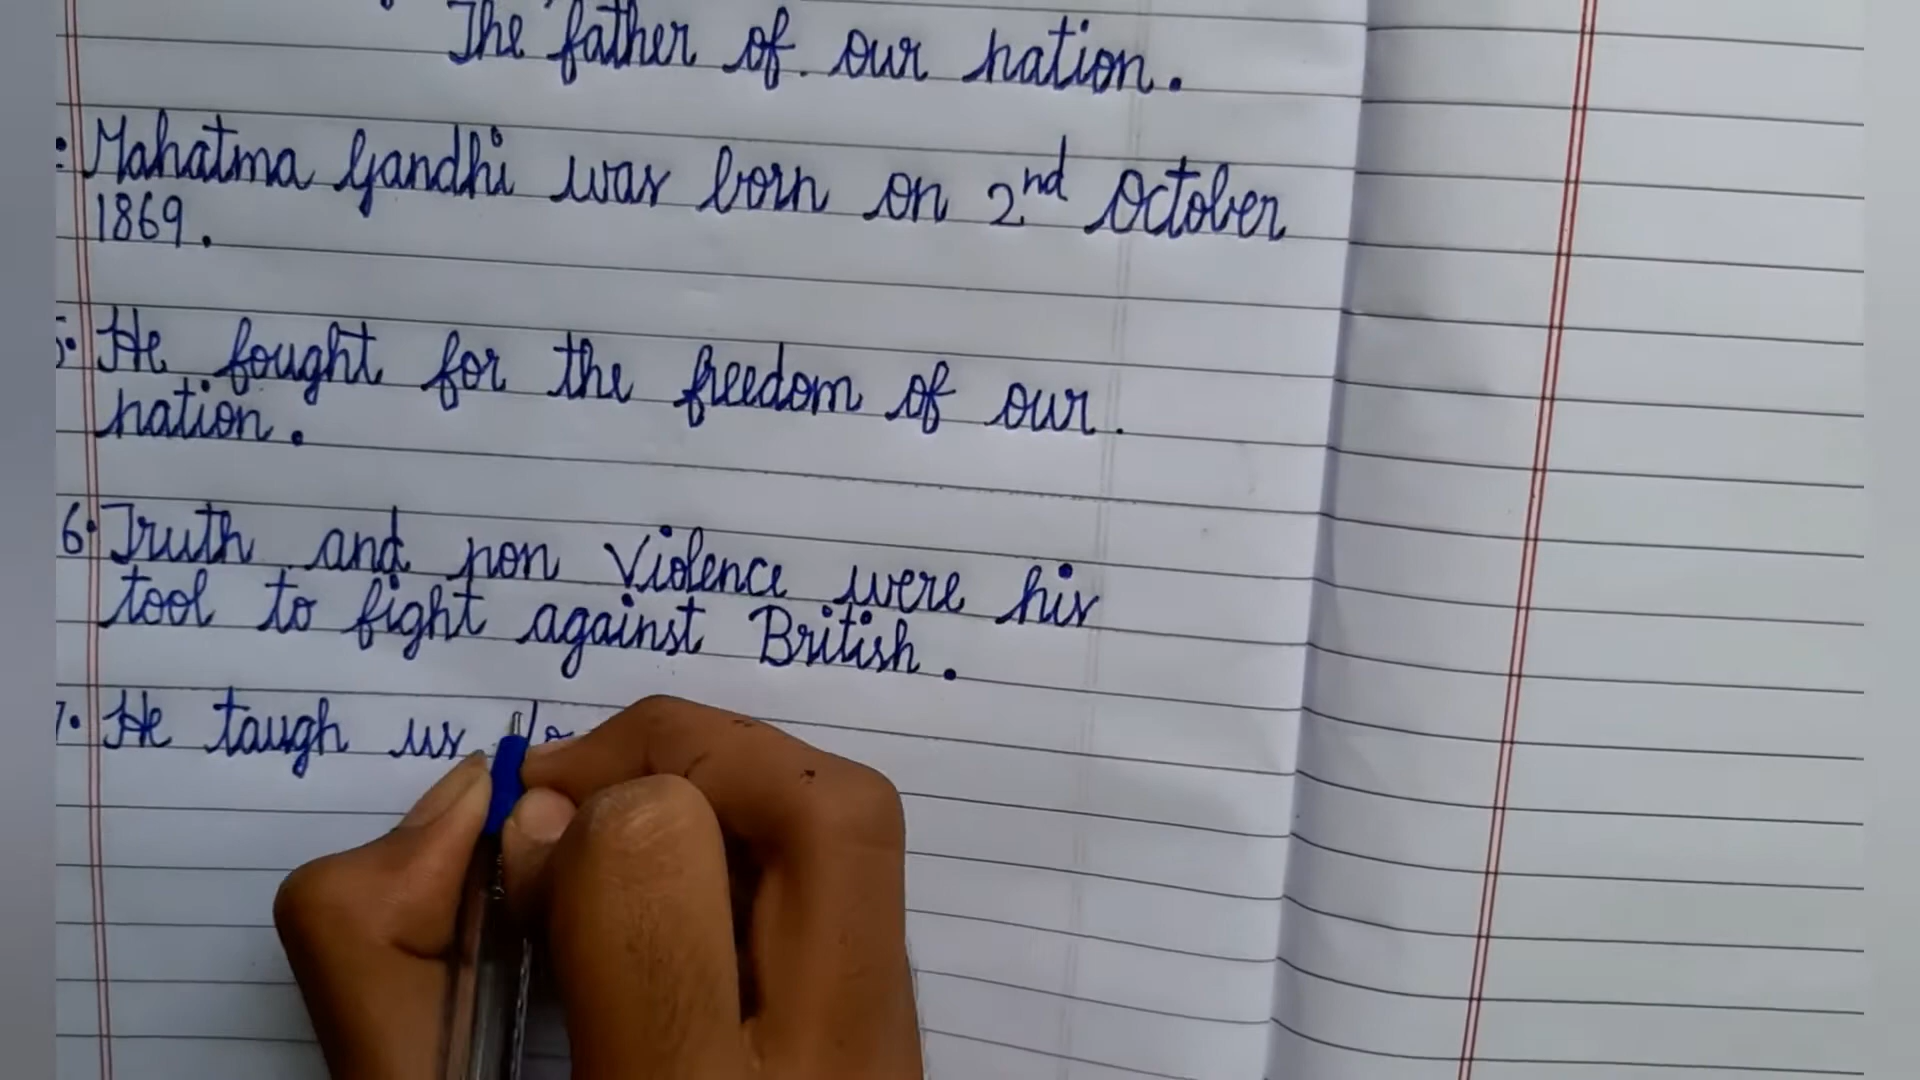 The father of our nation.
Mahatma Gandhi was born on 2nd October
1869.
5. He fought for the freedom of our
nation.
6. Truth and non Violence were his
tool to fight against British.
7. He taugh us